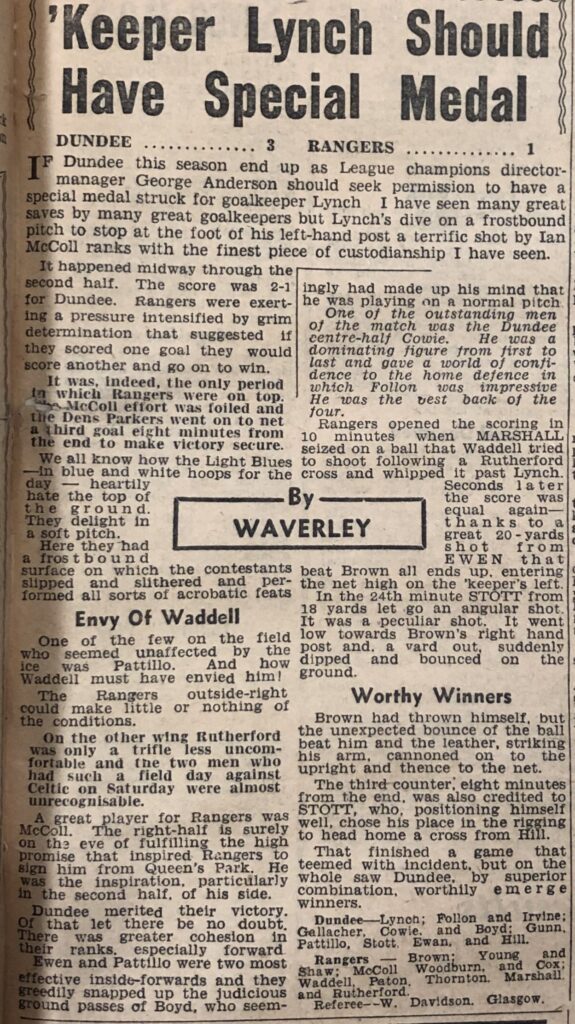 'Keeper Lynch Should
Have Special Medal
DUNDEE ............. 3 RANGERS ............. 1
IF Dundee this season end up as League champions director-
manager George Anderson should seek permission to have a
special medal struck for goalkeeper Lynch I have seen many great
saves by many great goalkeepers but Lynch's dive on a frostbound
pitch to stop at the foot of his left-hand post a terrific shot by Ian
McColl ranks with the finest piece of custodianship I have seen.
It happened midway through the
second half. The score was 2-1
for Dundee. Rangers were exert-
ing a pressure intensified by grim
determination that suggested if
they scored one goal they would
score another and go on to win.
It was, indeed, the only period
in which Rangers were on top.
McColl effort was foiled and
the Dens Parkers went on to net
a third goal eight minutes from
the end to make victory secure.
We all know how the Light Blues
—in blue and white hoops for the
day — heartily
hate the top of
the ground.
They delight in
a soft pitch.
Here they had
a frostbound
surface on which the contestants
slipped and slithered and per-
formed all sorts of acrobatic feats
Envy Of Waddell
One of the few on the field
who seemed unaffected by the
ice was Pattillo. And how
Waddell must have envied him!
The Rangers outside-right
could make little or nothing of
the conditions.
On the other wing Rutherford
was only a trifle less uncom-
fortable and the two men who
had such a field day against
Celtic on Saturday were almost
unrecognisable.
A great player for Rangers was
McColl. The right-half is surely
on the eve of fulfilling the high
promise that inspired Rangers to
sign him from Queen's Park. He
was the inspiration, particularly
in the second half, of his side.
Dundee merited their victory.
Of that let there be no doubt.
There was greater cohesion in
their ranks, especially forward
Ewen and Pattillo were two most
effective inside-forwards and they
greedily snapped up the judicious
ground passes of Boyd, who seem-
By
WAVERLEY
ingly had made up his mind that
he was playing on a normal pitch
One of the outstanding men
of the match was the Dundee
centre-half Cowie. He was a
dominating figure from first to
last and gave a world of confi-
dence to the home defence in
which Follon was impressive
He was the best back of the
four.
Rangers opened the scoring in
10 minutes when MARSHALL
seized on a ball that Waddell tried
to shoot following a Rutherford
cross and whipped it past Lynch.
Seconds later
the score was
equal again—
thanks to a
great 20-yards
shot from
EWEN that
beat Brown all ends up, entering
the net high on the 'keeper's left.
In the 24th minute STOTT from
18 yards let go an angular shot.
It was a peculiar shot. It went
low towards Brown's right hand
post and, a yard out, suddenly
dipped and bounced on the
ground.
Worthy Winners
Brown had thrown himself, but
the unexpected bounce of the ball
beat him and the leather, striking
his arm, cannoned on to the
upright and thence to the net.
The third counter, eight minutes
from the end, was also credited to
STOTT, who, positioning himself
well, chose his place in the rigging
to head home a cross from Hill.
That finished a game that
teemed with incident, but on the
whole saw Dundee, by superior
combination, worthily emerge
winners.
Dundee—Lynch; Follon and Irvine;
Gallacher, Cowie, and Boyd; Gunn,
Pattillo, Stott, Ewan, and Hill.
Rangers — Brown; Young and
Shaw; McColl Woodburn, and Cox;
Waddell, Paton, Thornton, Marshall,
and Rutherford.
Referee—W. Davidson, Glasgow.